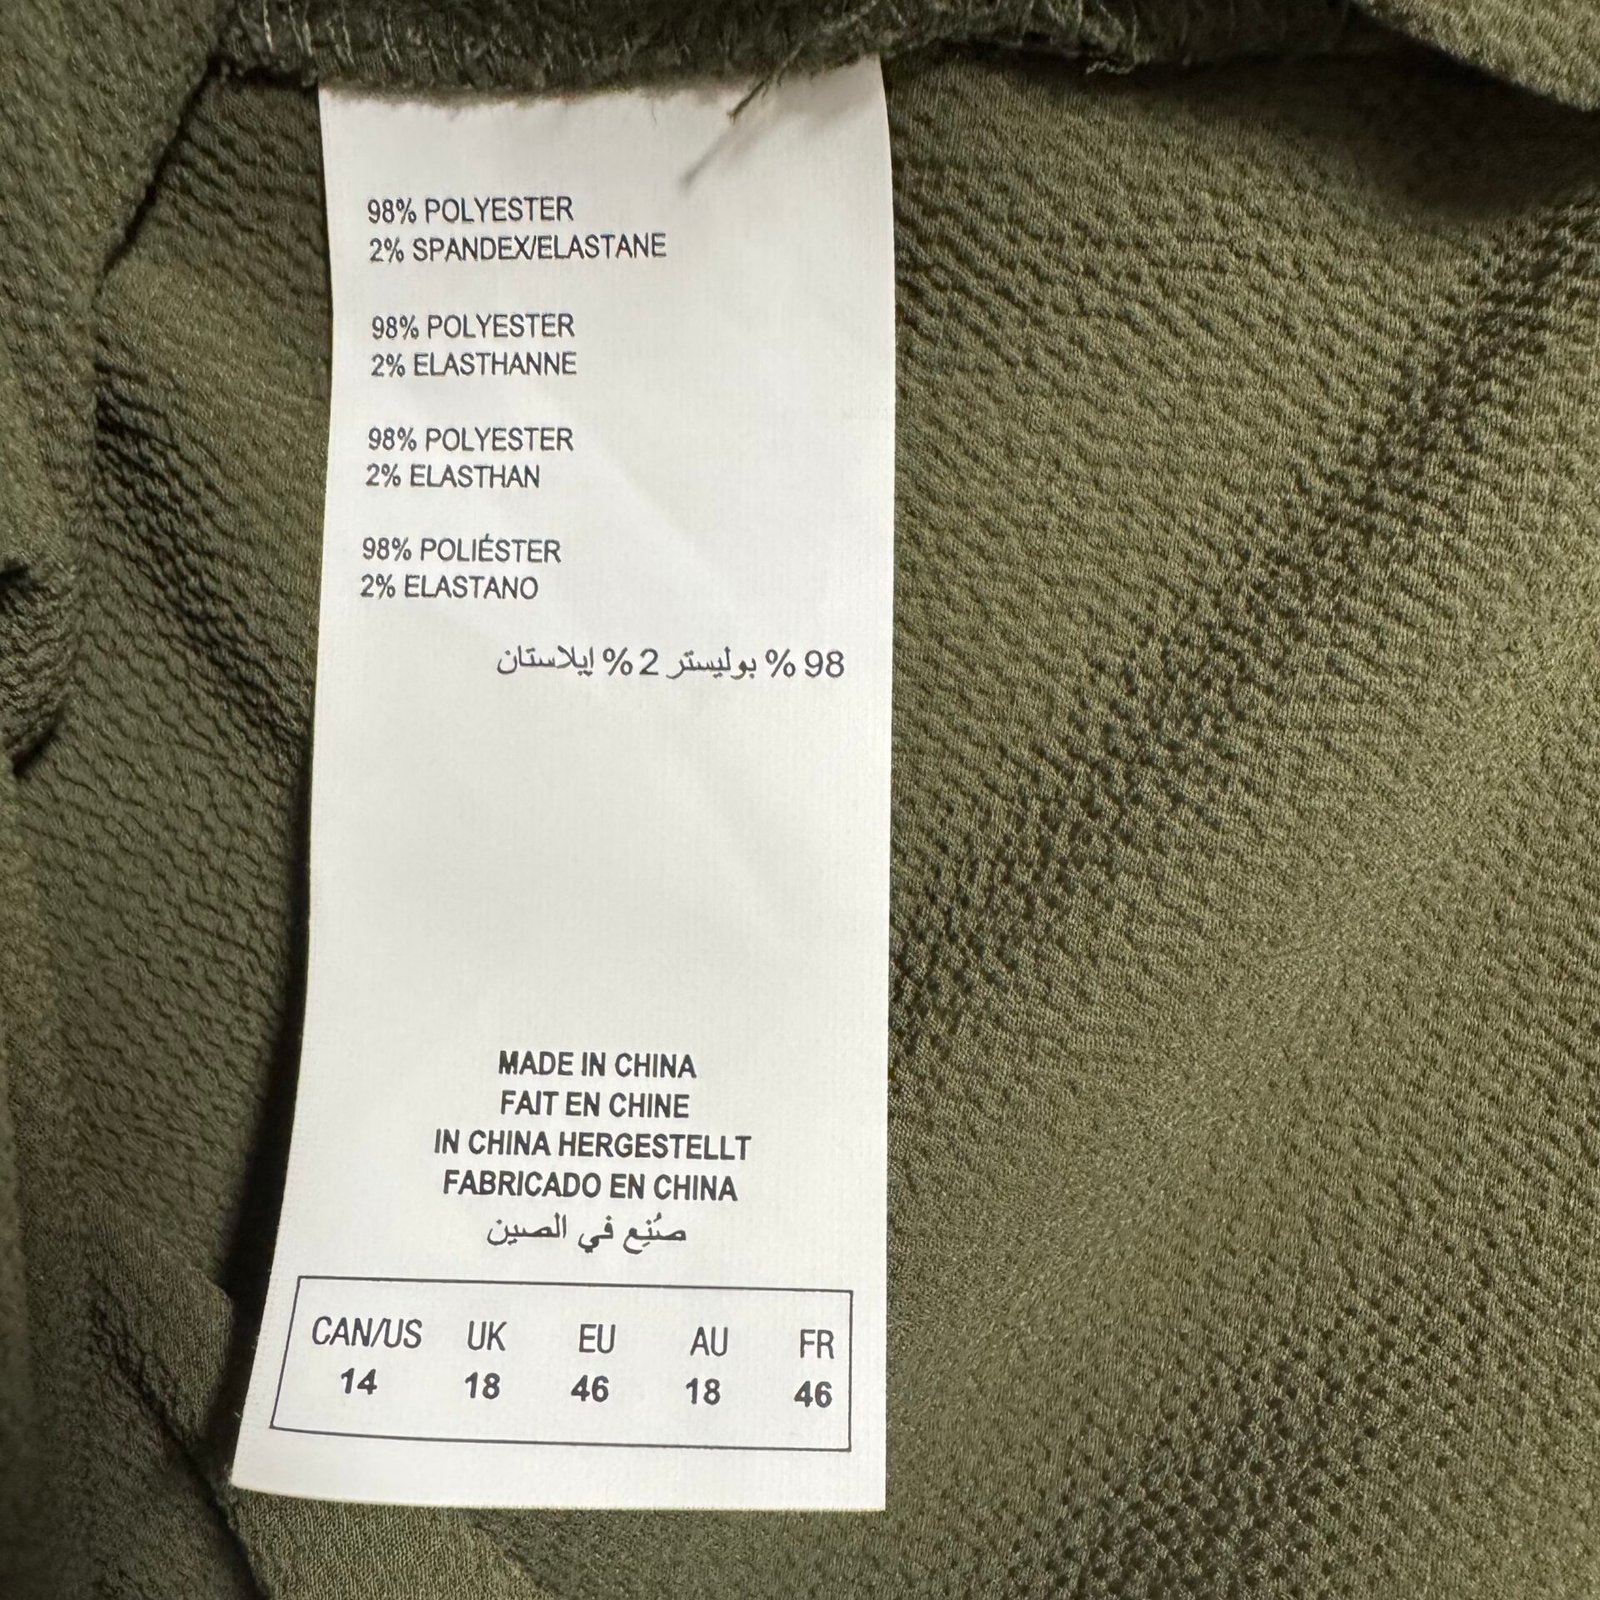 98% POLYESTER
2% SPANDEX/ELASTANE
98% POLYESTER
2% ELASTHANNE
98% POLYESTER
2% ELASTHAN
98% POLIÉSTER
2% ELASTANO
98 % بوليستر 2 % إيلاستان
MADE IN CHINA
FAIT EN CHINE
IN CHINA HERGESTELLT
FABRICADO EN CHINA
صُنِع في الصين
CAN/US UK EU AU FR
14 18 46 18 46